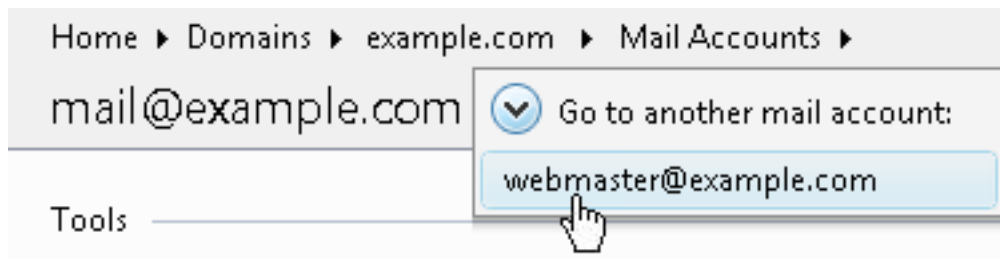 Home ▸ Domains ▸ example.com ▸ Mail Accounts ▸
mail@example.com
Go to another mail account:
webmaster@example.com
Tools